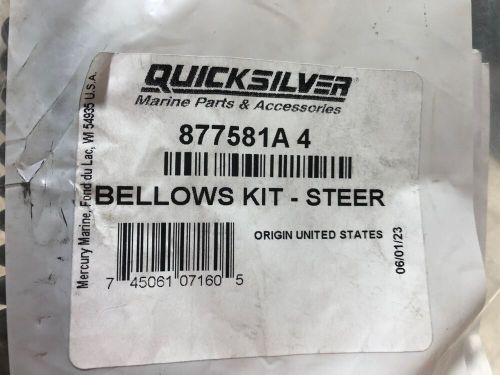 QUICKSILVER
Marine Parts & Accessories
877581A 4
BELLOWS KIT - STEER
ORIGIN UNITED STATES
7 45061 07160 5
06/01/23
Mercury Marine, Fond du Lac, WI 54935 U.S.A.